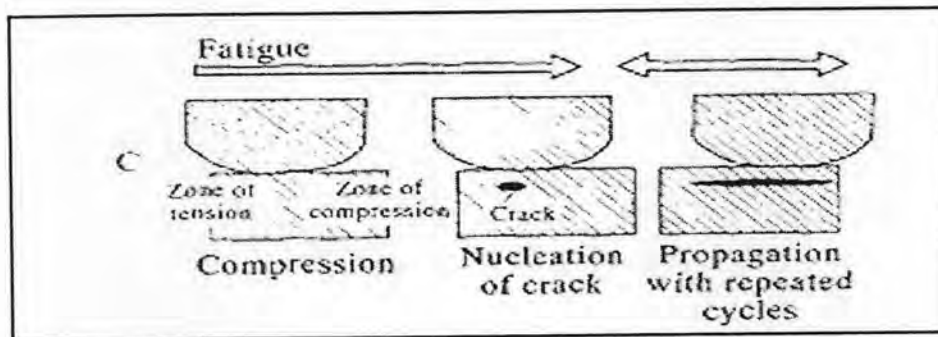 Fatigue
C
Zone of tension
Zone of compression
Crack
Compression
Nucleation
of crack
Propagation
with repeated
cycles